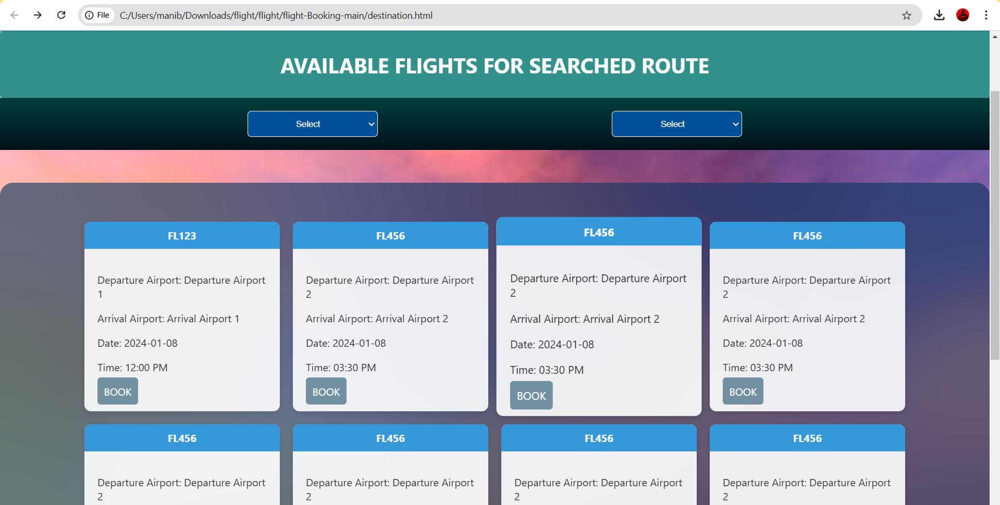 File C:/Users/manib/Downloads/flight/flight/flight-Booking-main/destination.html
AVAILABLE FLIGHTS FOR SEARCHED ROUTE
Select
Select
FL123
Departure Airport: Departure Airport
1
Arrival Airport: Arrival Airport 1
Date: 2024-01-08
Time: 12:00 PM
BOOK
FL456
Departure Airport: Departure Airport
2
Arrival Airport: Arrival Airport 2
Date: 2024-01-08
Time: 03:30 PM
BOOK
FL456
Departure Airport: Departure Airport
2
Arrival Airport: Arrival Airport 2
Date: 2024-01-08
Time: 03:30 PM
BOOK
FL456
Departure Airport: Departure Airport
2
Arrival Airport: Arrival Airport 2
Date: 2024-01-08
Time: 03:30 PM
BOOK
FL456
Departure Airport: Departure Airport
2
FL456
Departure Airport: Departure Airport
2
FL456
Departure Airport: Departure Airport
2
FL456
Departure Airport: Departure Airport
2